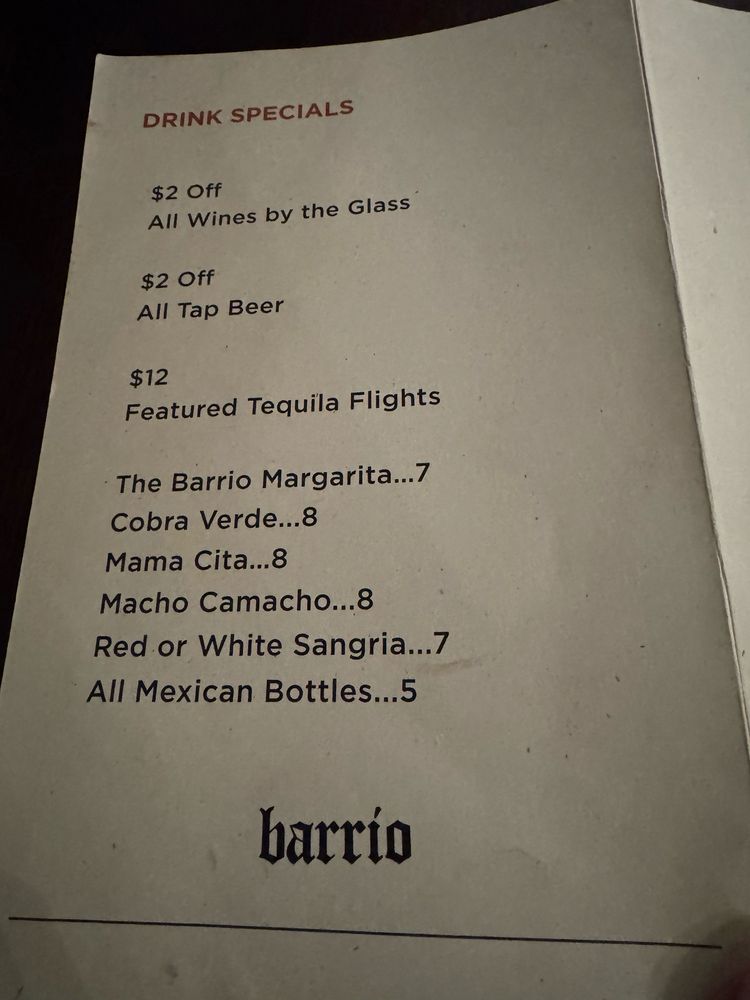 DRINK SPECIALS
$2 Off
All Wines by the Glass
$2 Off
All Tap Beer
$12
Featured Tequila Flights
The Barrio Margarita...7
Cobra Verde...8
Mama Cita...8
Macho Camacho...8
Red or White Sangria...7
All Mexican Bottles...5
barrio